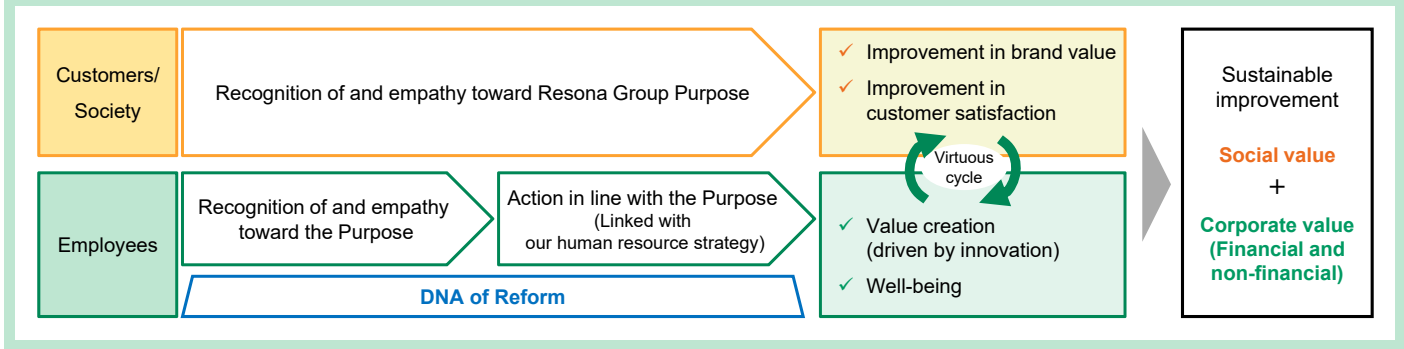 Customers/
Society
Recognition of and empathy toward Resona Group Purpose
✓ Improvement in brand value
✓ Improvement in
customer satisfaction
Virtuous
cycle
Employees
Recognition of and empathy
toward the Purpose
Action in line with the Purpose
(Linked with
our human resource strategy)
DNA of Reform
✓ Value creation
(driven by innovation)
✓ Well-being
Sustainable
improvement
Social value
+
Corporate value
(Financial and
non-financial)